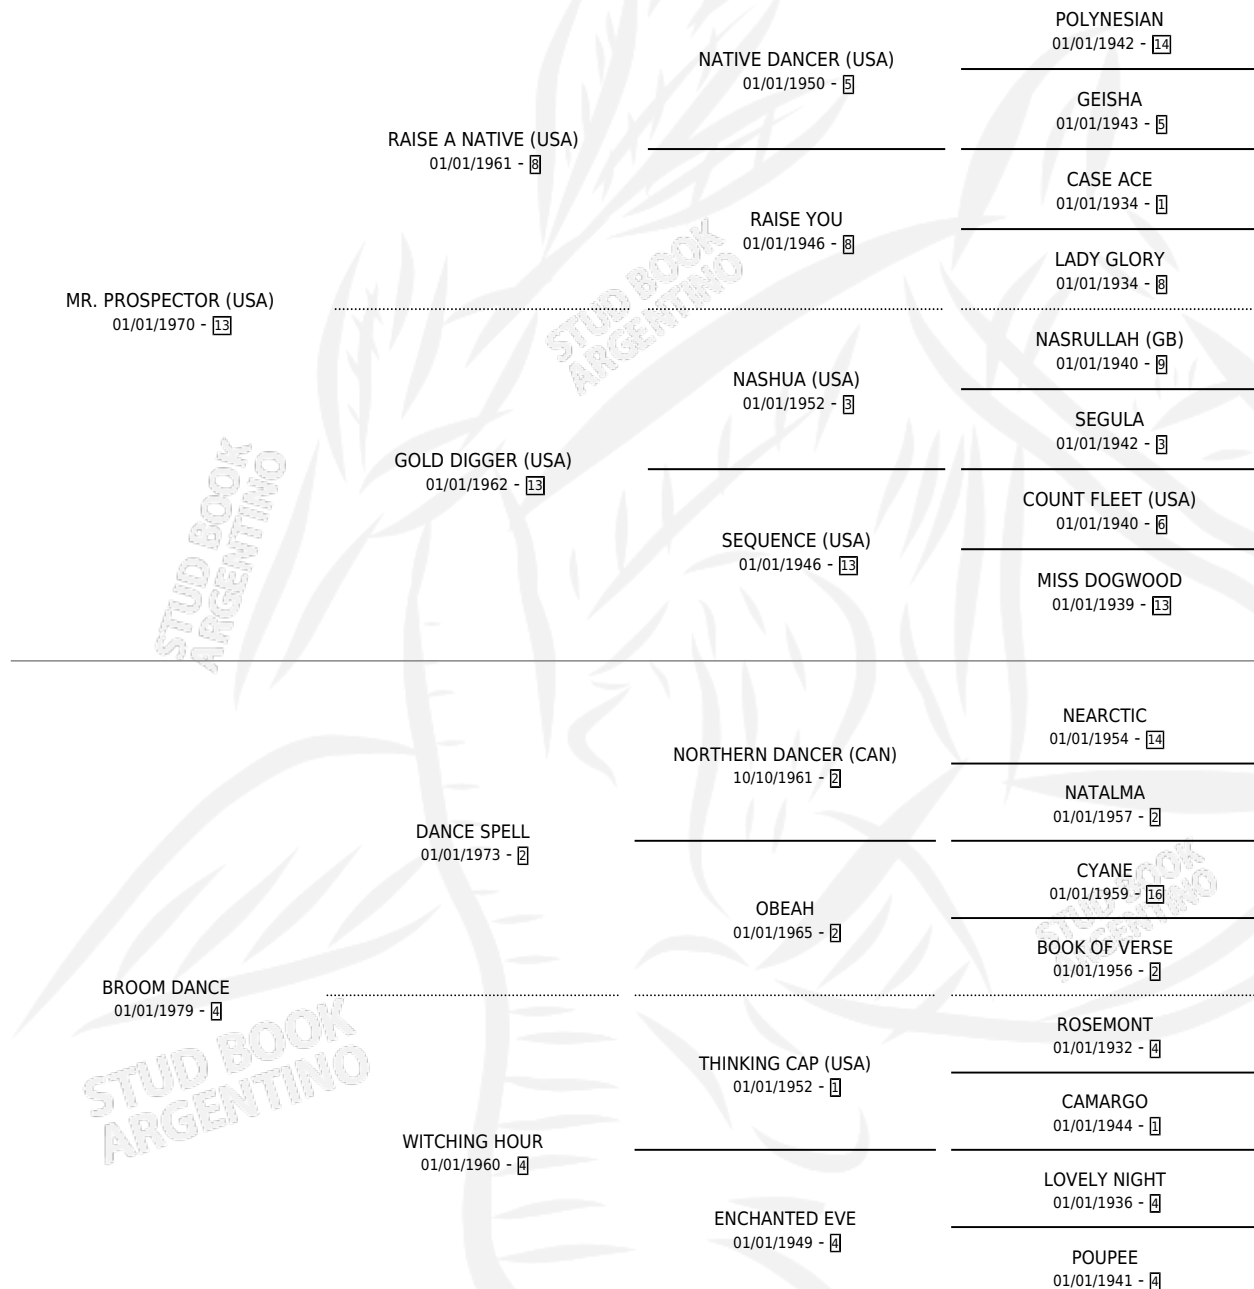 POLYNESIAN
01/01/1942 - 14
NATIVE DANCER (USA)
01/01/1950 - 5
GEISHA
01/01/1943 - 5
RAISE A NATIVE (USA)
01/01/1961 - 8
CASE ACE
01/01/1934 - 1
RAISE YOU
01/01/1946 - 8
LADY GLORY
01/01/1934 - 8
MR. PROSPECTOR (USA)
01/01/1970 - 13
NASRULLAH (GB)
01/01/1940 - 9
NASHUA (USA)
01/01/1952 - 3
SEGULA
01/01/1942 - 3
GOLD DIGGER (USA)
01/01/1962 - 13
COUNT FLEET (USA)
01/01/1940 - 6
SEQUENCE (USA)
01/01/1946 - 13
MISS DOGWOOD
01/01/1939 - 13
NEARCTIC
01/01/1954 - 14
NORTHERN DANCER (CAN)
10/10/1961 - 2
NATALMA
01/01/1957 - 2
DANCE SPELL
01/01/1973 - 2
CYANE
01/01/1959 - 16
OBEAH
01/01/1965 - 2
BOOK OF VERSE
01/01/1956 - 2
BROOM DANCE
01/01/1979 - 4
ROSEMONT
01/01/1932 - 4
THINKING CAP (USA)
01/01/1952 - 1
CAMARGO
01/01/1944 - 1
WITCHING HOUR
01/01/1960 - 4
LOVELY NIGHT
01/01/1936 - 4
ENCHANTED EVE
01/01/1949 - 4
POUPEE
01/01/1941 - 4
STUD BOOK
ARGENTINO
STUD BOOK
ARGENTINO
STUD BOOK
ARGENTINO
STUD BOOK
ARGENTINO